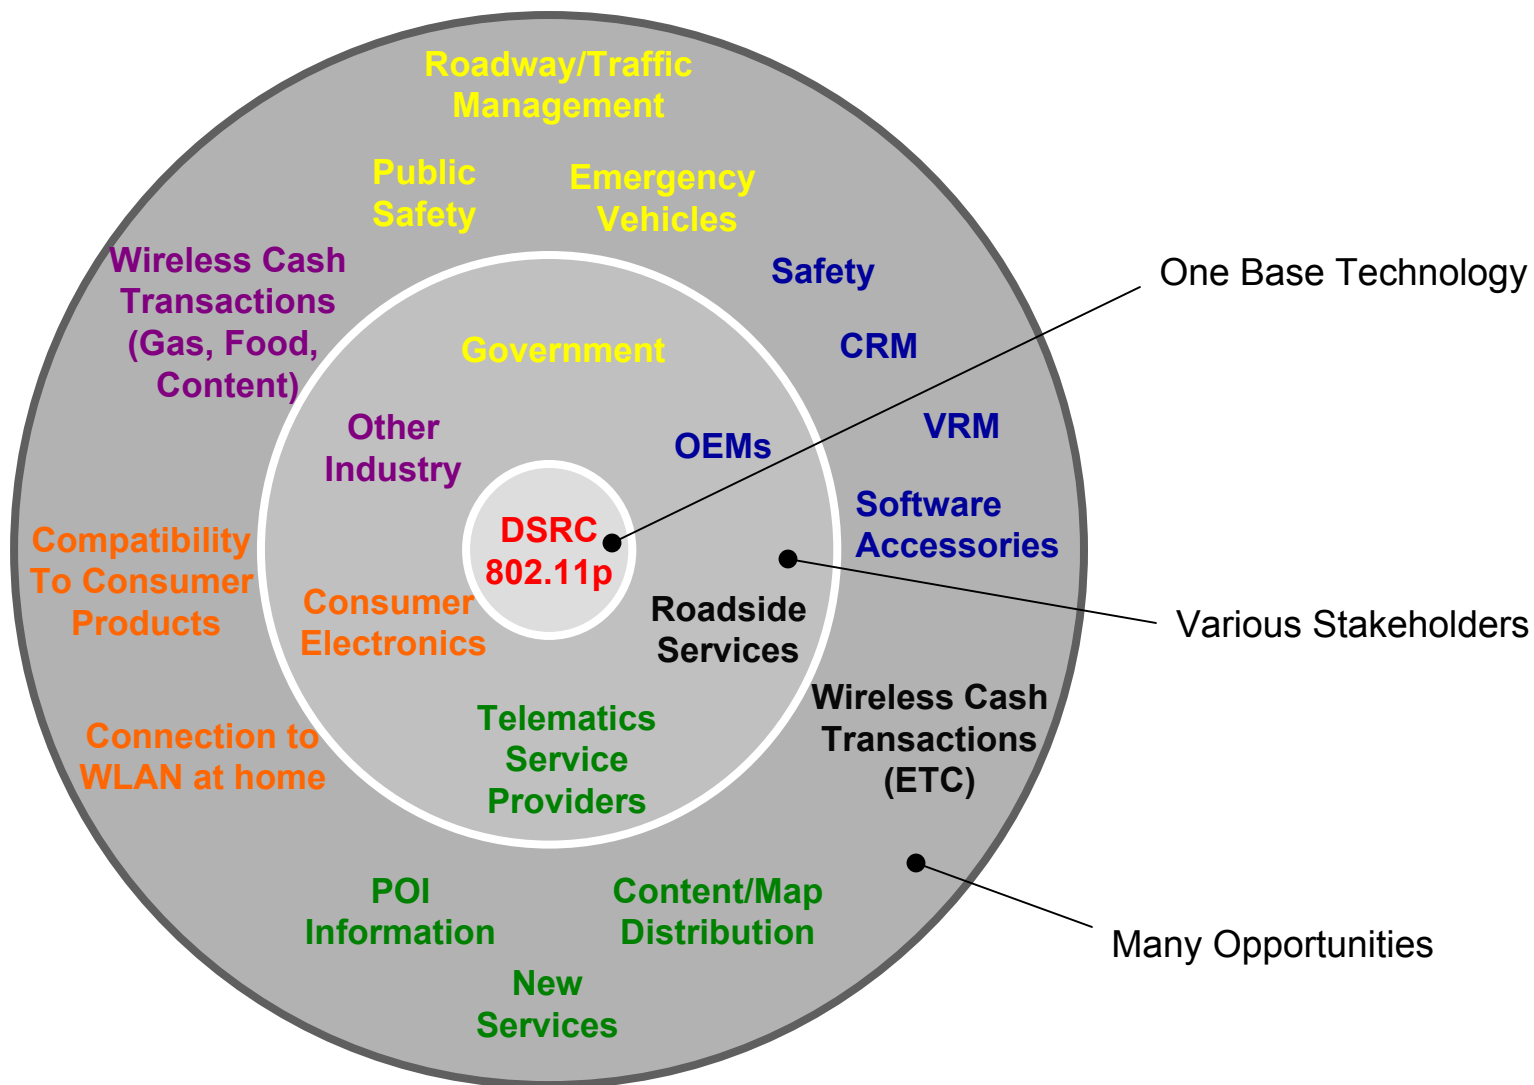 Roadway/Traffic
Management
Public
Safety
Emergency
Vehicles
Wireless Cash
Transactions
(Gas, Food,
Content)
Safety
CRM
VRM
Software
Accessories
Government
Other
Industry
OEMs
DSRC
802.11p
Consumer
Electronics
Roadside
Services
Telematics
Service
Providers
Compatibility
To Consumer
Products
Connection to
WLAN at home
Wireless Cash
Transactions
(ETC)
POI
Information
Content/Map
Distribution
New
Services
One Base Technology
Various Stakeholders
Many Opportunities